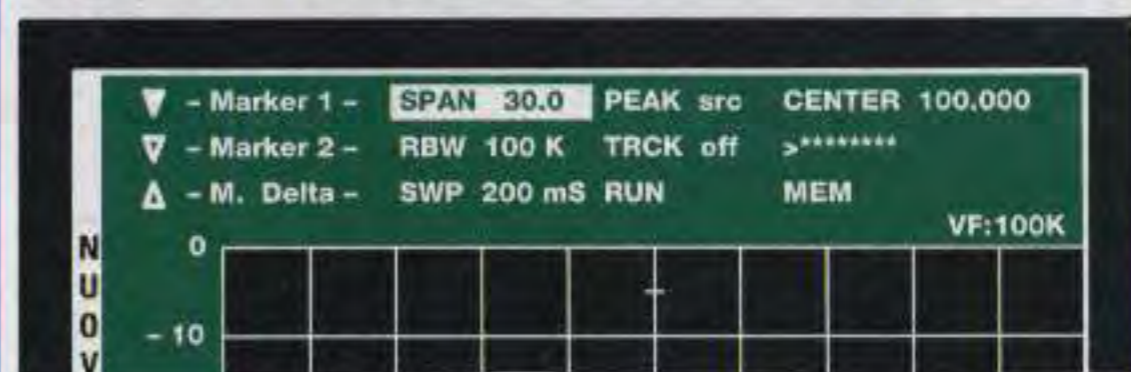 ▼ - Marker 1 - SPAN 30.0 PEAK src CENTER 100.000
▽ - Marker 2 - RBW 100 K TRCK off >********
△ - M. Delta - SWP 200 mS RUN MEM
VF:100K
0
- 10
N
U
O
V